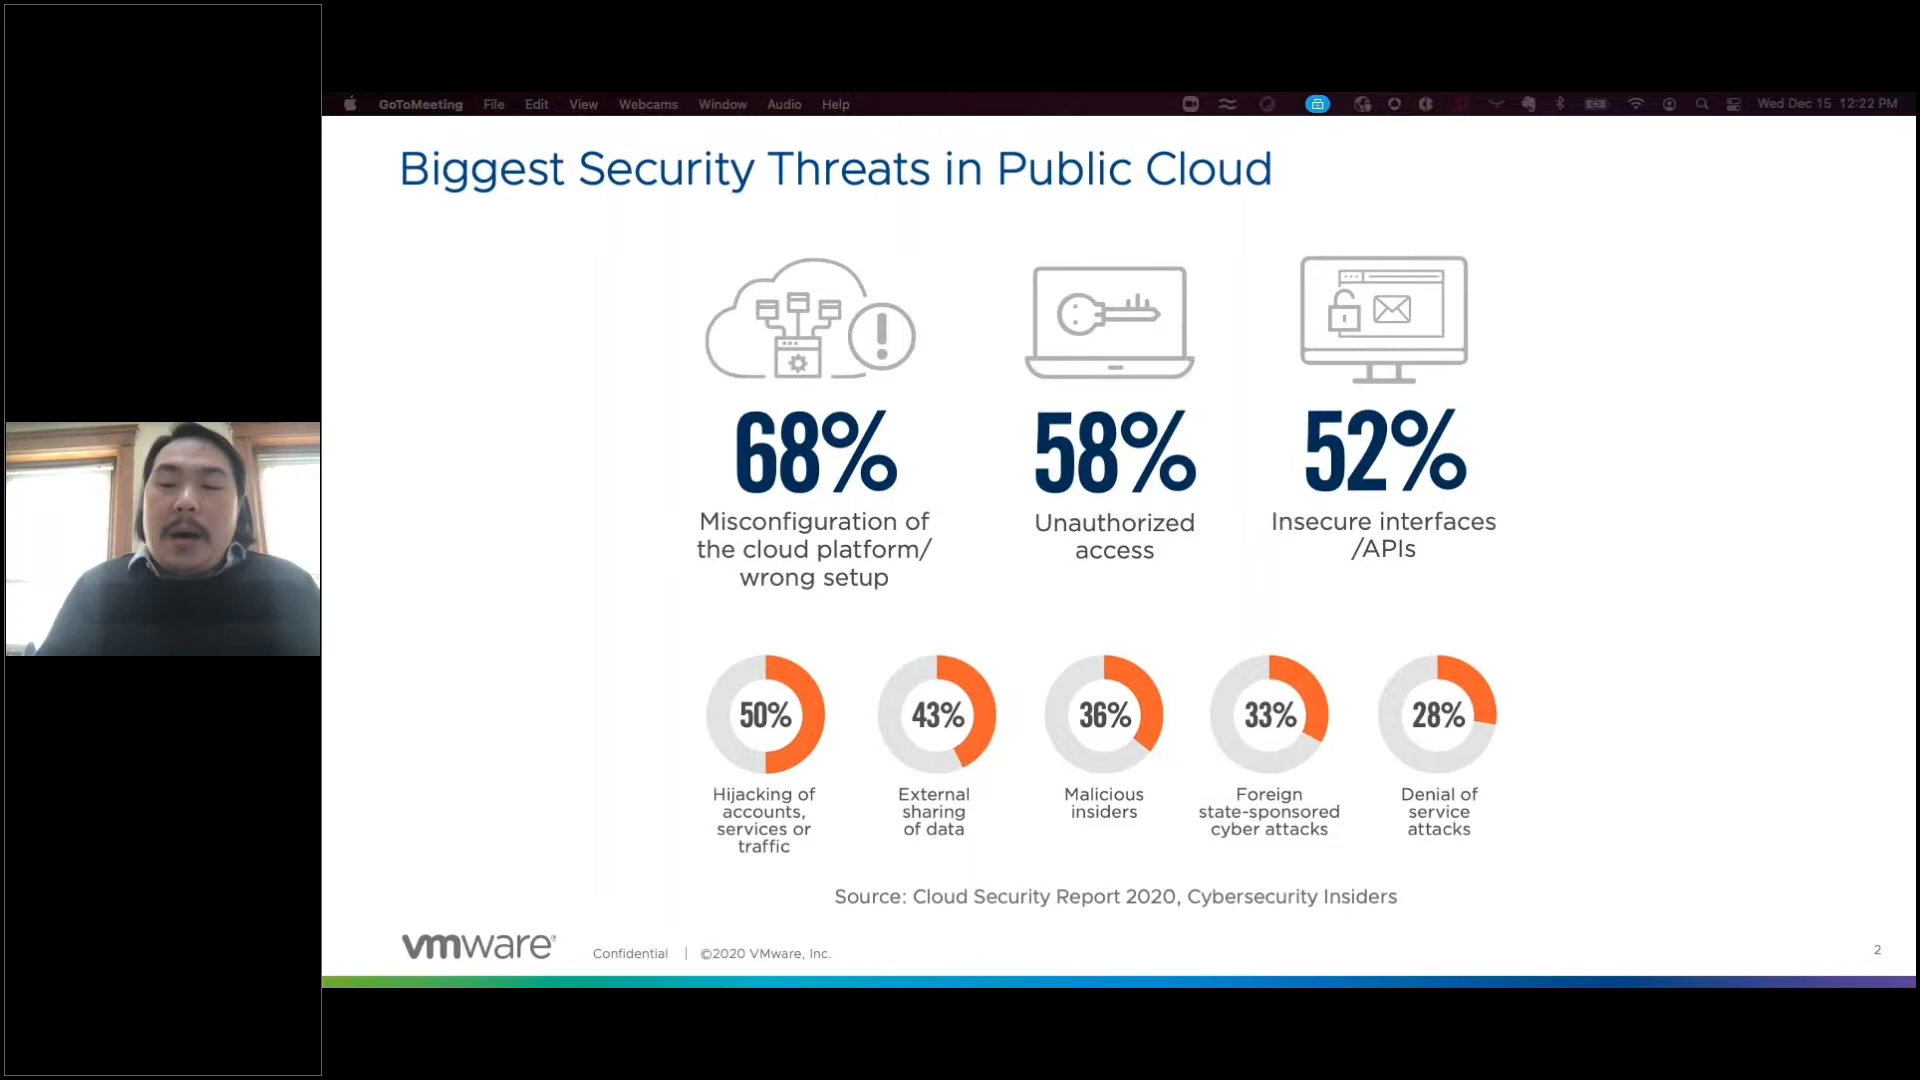 GoToMeeting File Edit View Webcams Window Audio Help Wed Dec 15 12:22 PM
Biggest Security Threats in Public Cloud
68% 58% 52%
Misconfiguration of
the cloud platform/
wrong setup
Unauthorized
access
Insecure interfaces
/APIs
50% 43% 36% 33% 28%
Hijacking of
accounts,
services or
traffic
External
sharing
of data
Malicious
insiders
Foreign
state-sponsored
cyber attacks
Denial of
service
attacks
Source: Cloud Security Report 2020, Cybersecurity Insiders
vmware® Confidential | ©2020 VMware, Inc. 2